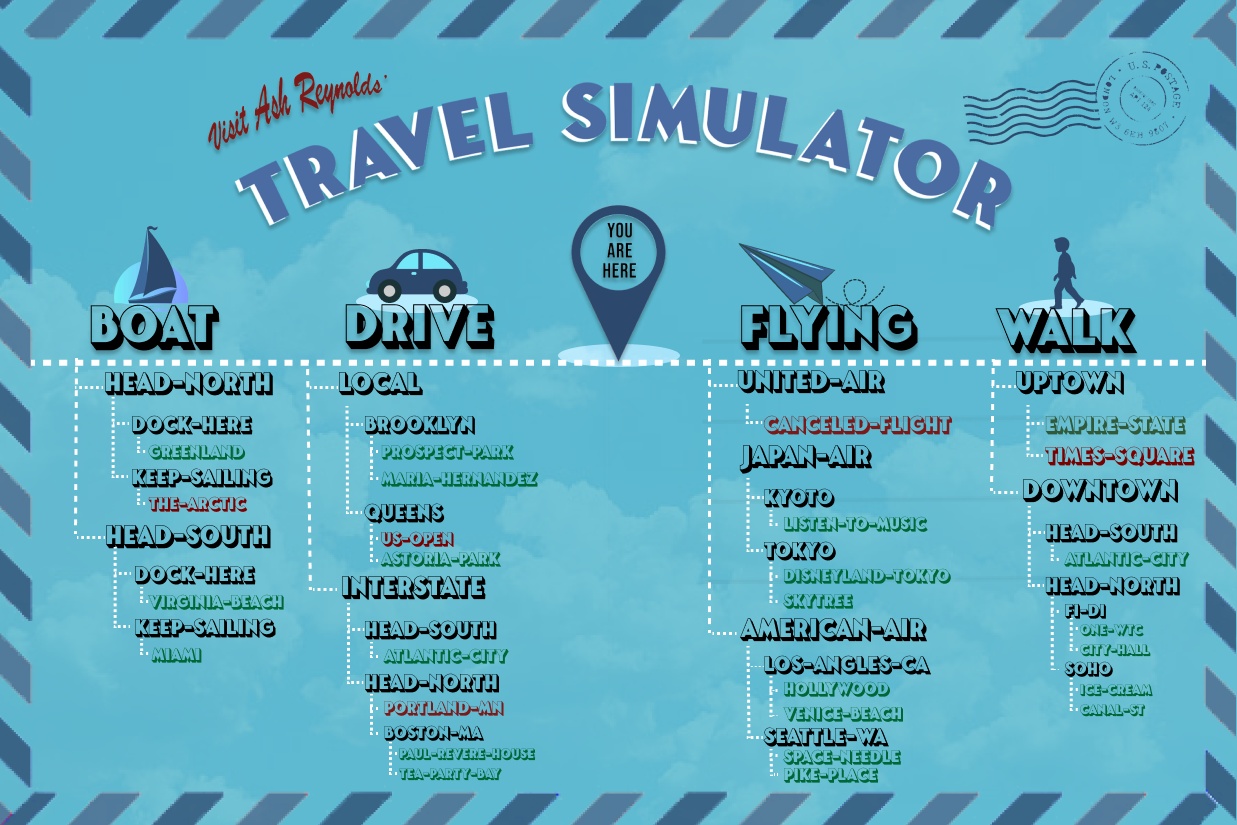 Visit Ash Reynolds'
TRAVEL SIMULATOR
U.S. POSTAGE
LONDON
YOU
ARE
HERE
BOAT
HEAD-NORTH
DOCK-HERE
GREENLAND
KEEP-SAILING
THE-ARCTIC
HEAD-SOUTH
DOCK-HERE
VIRGINIA-BEACH
KEEP-SAILING
MIAMI
DRIVE
LOCAL
BROOKLYN
PROSPECT-PARK
MARIA-HERNANDEZ
QUEENS
US-OPEN
ASTORIA-PARK
INTERSTATE
HEAD-SOUTH
ATLANTIC-CITY
HEAD-NORTH
PORTLAND-MN
BOSTON-MA
PAUL-REVERE-HOUSE
TEA-PARTY-BAY
FLYING
UNITED-AIR
CANCELED-FLIGHT
JAPAN-AIR
KYOTO
LISTEN-TO-MUSIC
TOKYO
DISNEYLAND-TOKYO
SKYTREE
AMERICAN-AIR
LOS-ANGLES-CA
HOLLYWOOD
VENICE-BEACH
SEATTLE-WA
SPACE-NEEDLE
PIKE-PLACE
WALK
UPTOWN
EMPIRE-STATE
TIMES-SQUARE
DOWNTOWN
HEAD-SOUTH
ATLANTIC-CITY
HEAD-NORTH
FI-DI
ONE-WTC
CITY-HALL
SOHO
ICE-CREAM
CANAL-ST